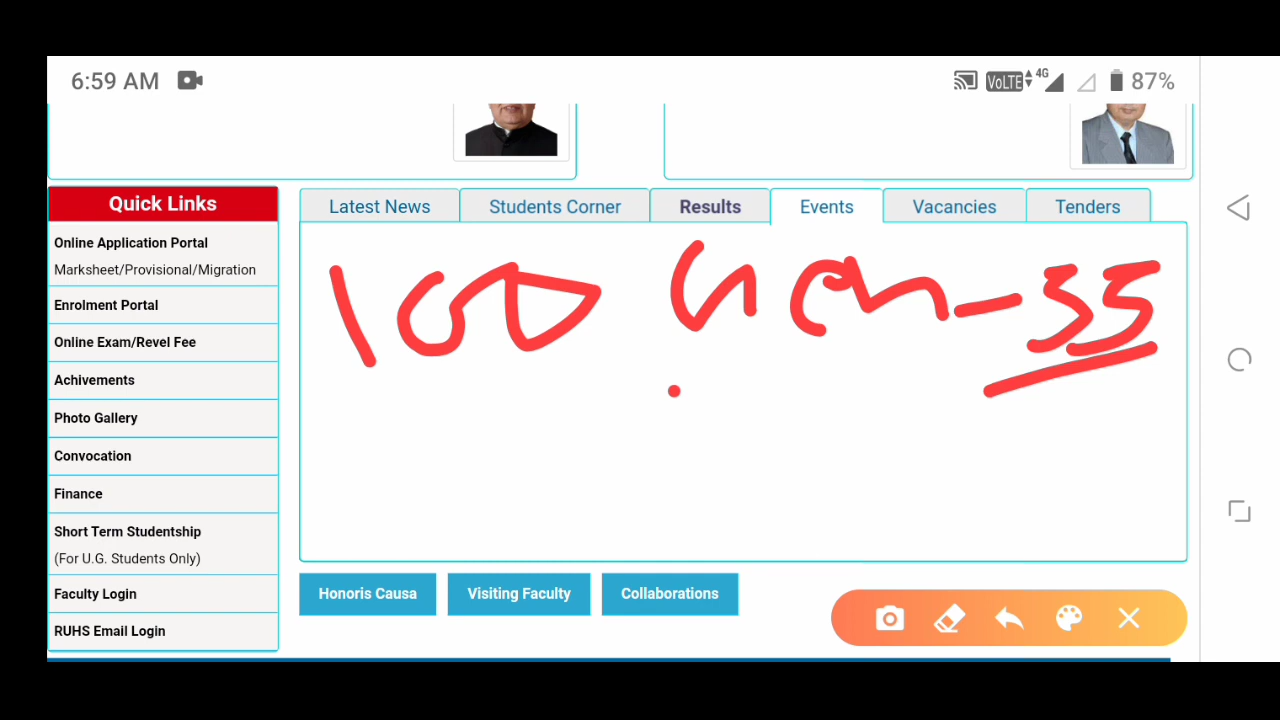 6:59 AM VoLTE 4G 87%
Quick Links
Online Application Portal
Marksheet/Provisional/Migration
Enrolment Portal
Online Exam/Revel Fee
Achivements
Photo Gallery
Convocation
Finance
Short Term Studentship
(For U.G. Students Only)
Faculty Login
RUHS Email Login
Latest News Students Corner Results Events Vacancies Tenders
100 Gen-35
Honoris Causa Visiting Faculty Collaborations